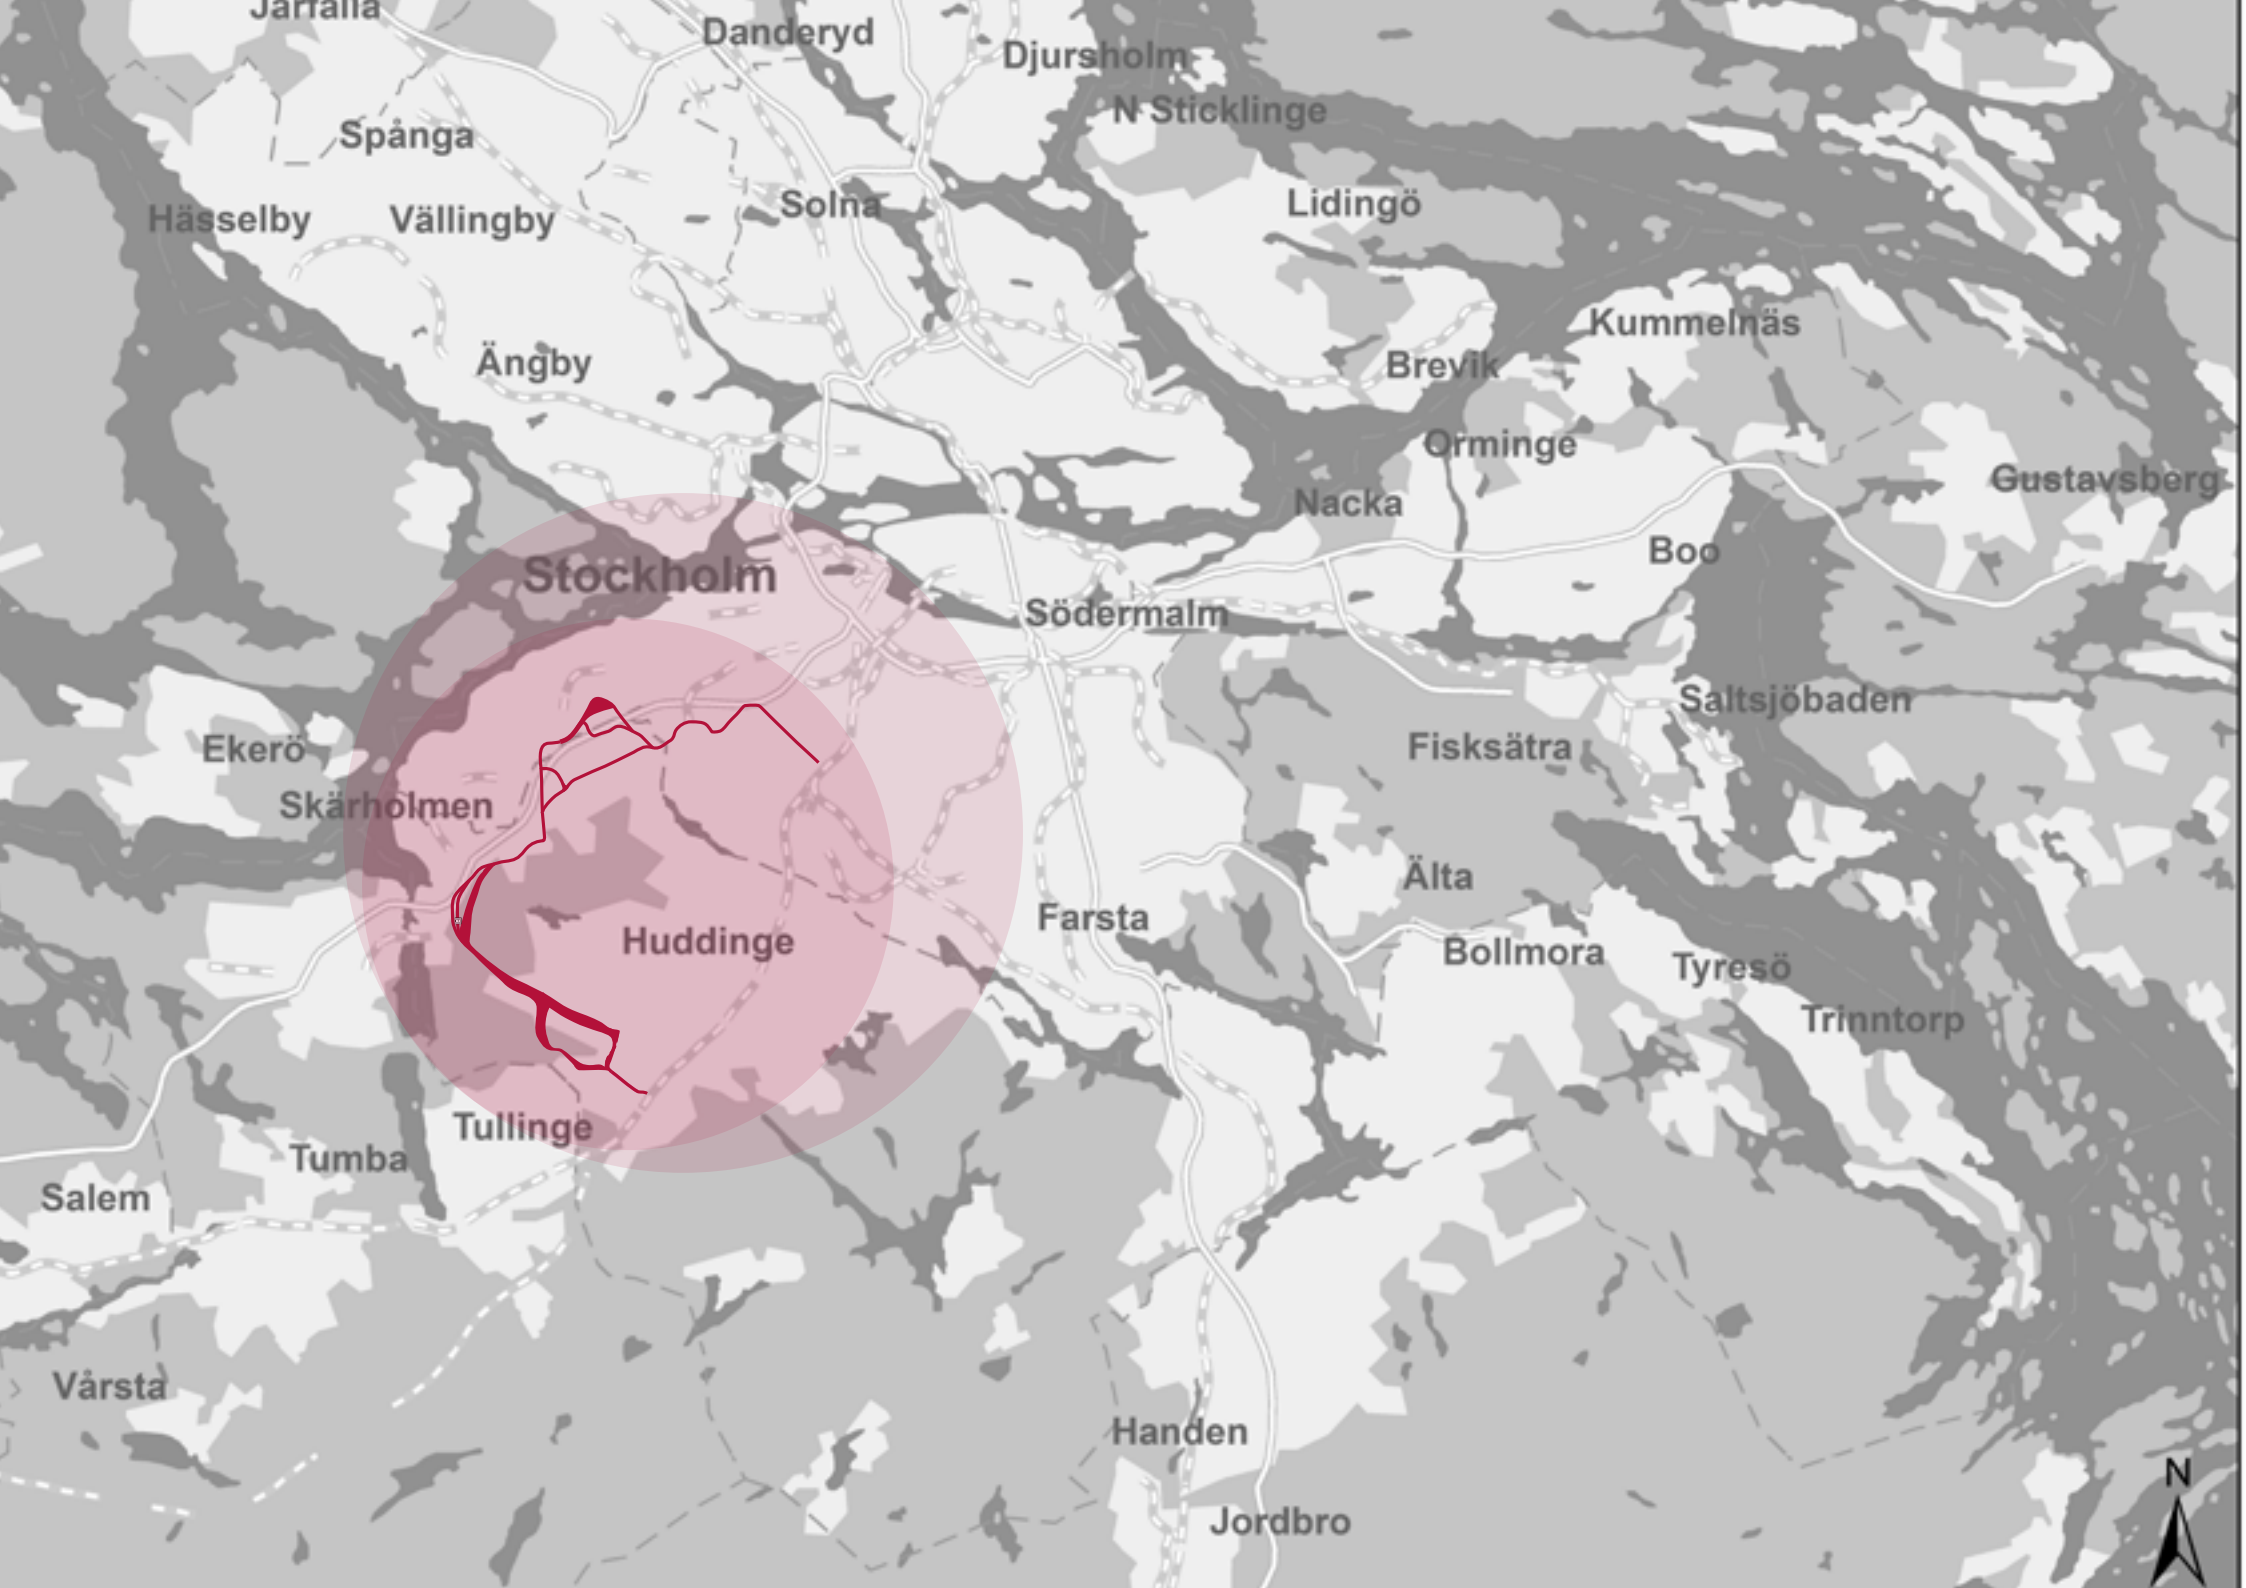 Järfälla
Danderyd
Djursholm
N Sticklinge
Spånga
Solna
Lidingö
Hässelby
Vällingby
Kummelnäs
Ängby
Brevik
Orminge
Gustavsberg
Nacka
Boo
Stockholm
Södermalm
Saltsjöbaden
Ekerö
Fisksätra
Skärholmen
Älta
Farsta
Huddinge
Bollmora
Tyresö
Trinntorp
Tullinge
Tumba
Salem
Vårsta
Handen
N
Jordbro